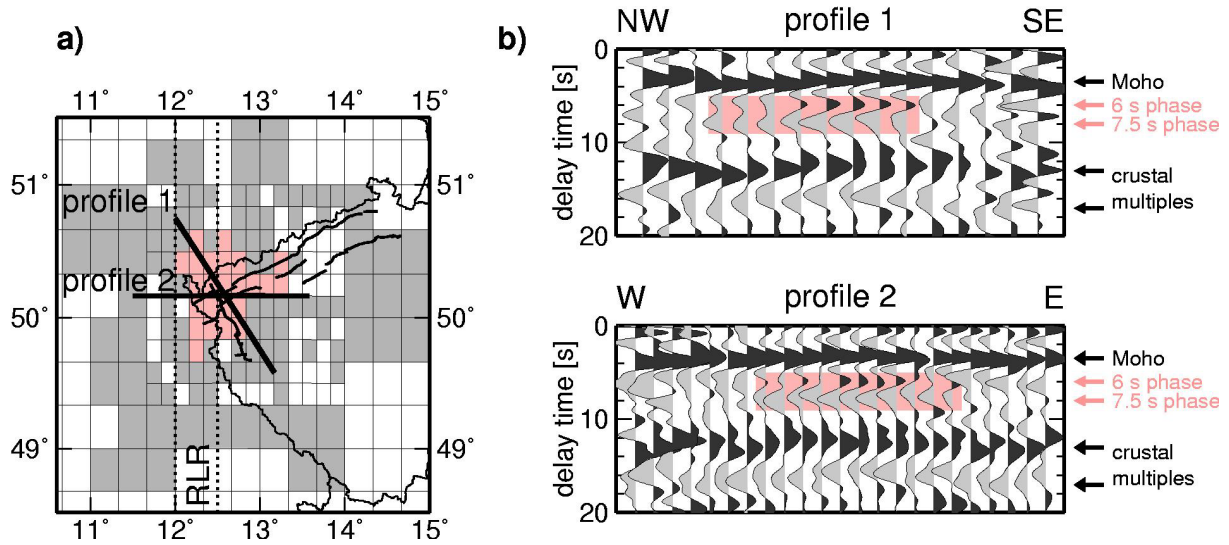 a)
11° 12° 13° 14° 15°
51° 51°
profile 1
profile 2
50° 50°
49° 49°
RLR
11° 12° 13° 14° 15°
b)
NW profile 1 SE
0
10
20
delay time [s]
Moho
6 s phase
7.5 s phase
crustal
multiples
W profile 2 E
0
10
20
delay time [s]
Moho
6 s phase
7.5 s phase
crustal
multiples